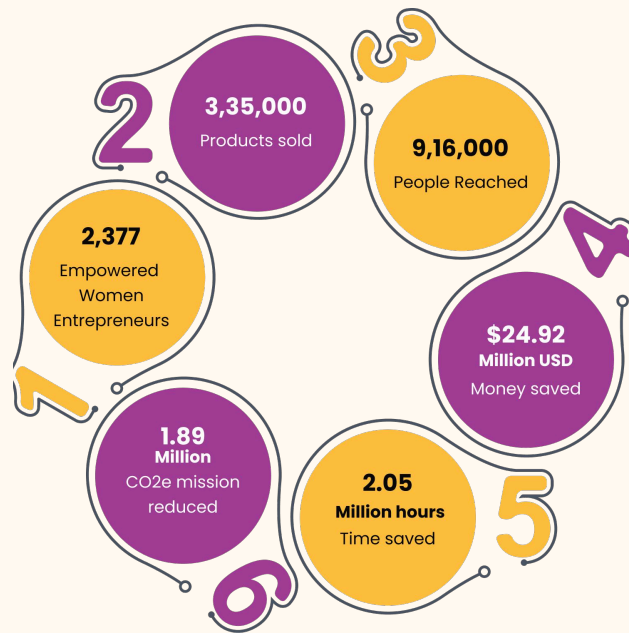 1
2,377
Empowered
Women
Entrepreneurs
2
3,35,000
Products sold
3
9,16,000
People Reached
4
$24.92
Million USD
Money saved
5
2.05
Million hours
Time saved
6
1.89
Million
CO2e mission
reduced